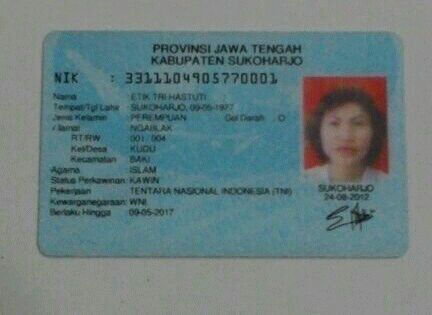 PROVINSI JAWA TENGAH
KABUPATEN SUKOHARJO
NIK : 3311104905770001
Nama : ETIK TRI HASTUTI
Tempat/Tgl Lahir : SUKOHARJO, 09-05-1977
Jenis Kelamin : PEREMPUAN Gol Darah : O
Alamat : NGABLAK
RT/RW : 001 / 004
Kel/Desa : KUDU
Kecamatan : BAKI
Agama : ISLAM
Status Perkawinan : KAWIN
Pekerjaan : TENTARA NASIONAL INDONESIA (TNI)
Kewarganegaraan : WNI
Berlaku Hingga : 09-05-2017
SUKOHARJO
24-08-2012